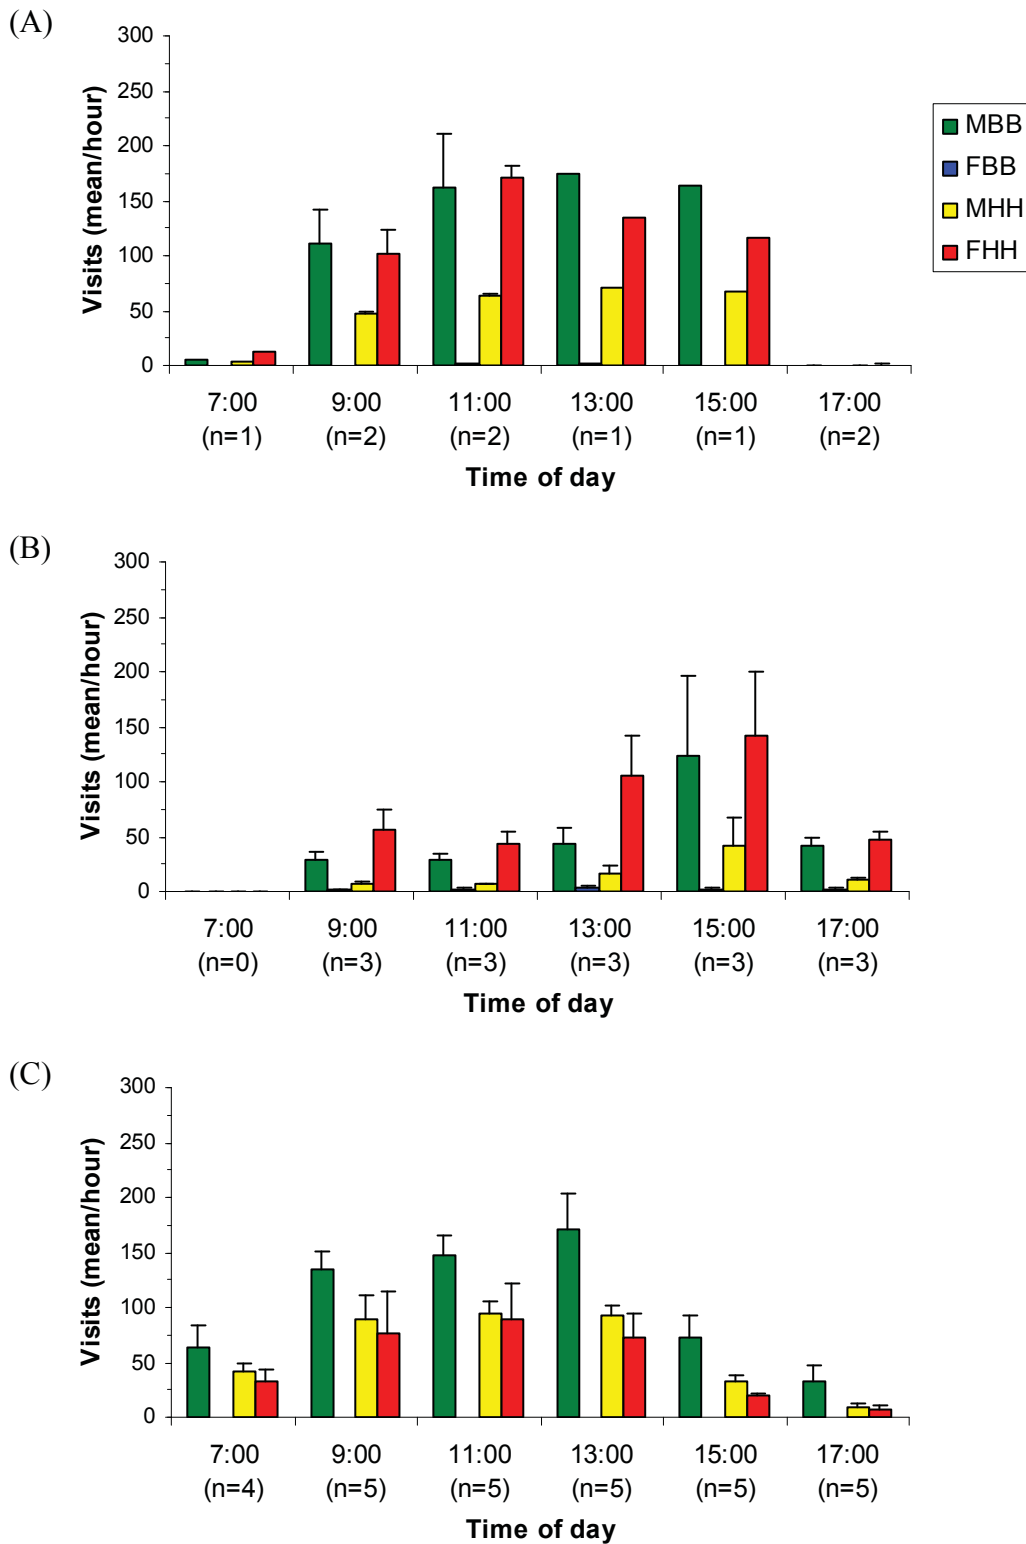 (A)
300
250
200
150
100
50
0
Visits (mean/hour)
MBB
FBB
MHH
FHH
7:00 9:00 11:00 13:00 15:00 17:00
(n=1) (n=2) (n=2) (n=1) (n=1) (n=2)
Time of day
(B)
300
250
200
150
100
50
0
Visits (mean/hour)
7:00 9:00 11:00 13:00 15:00 17:00
(n=0) (n=3) (n=3) (n=3) (n=3) (n=3)
Time of day
(C)
300
250
200
150
100
50
0
Visits (mean/hour)
7:00 9:00 11:00 13:00 15:00 17:00
(n=4) (n=5) (n=5) (n=5) (n=5) (n=5)
Time of day